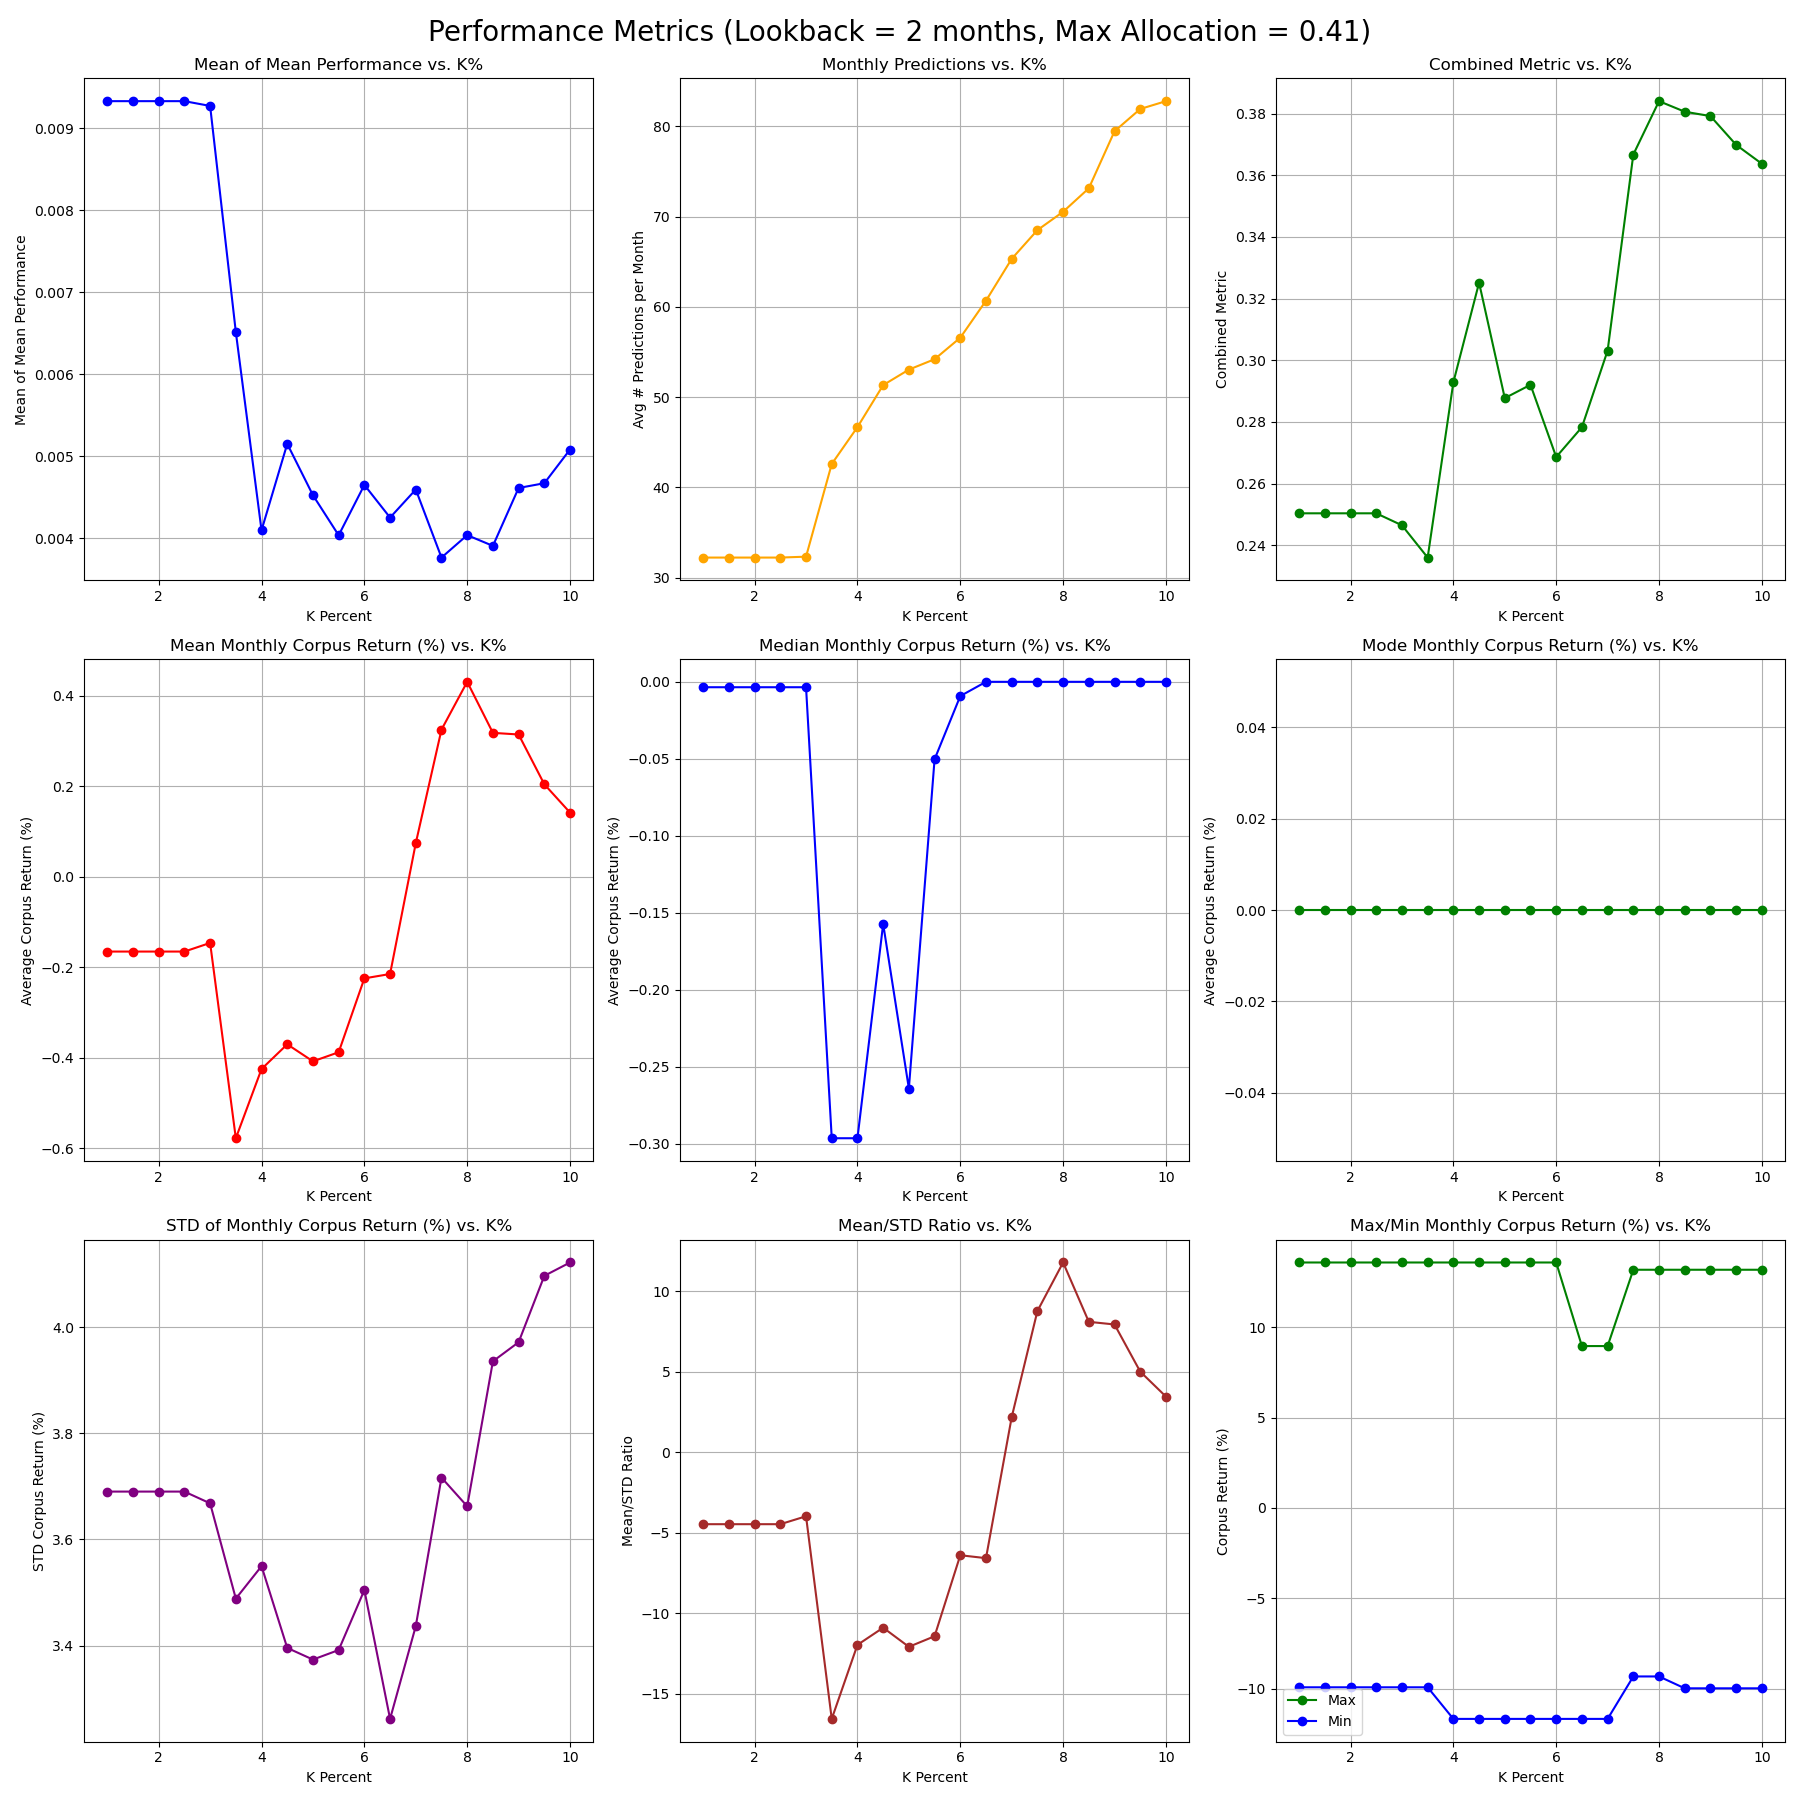 Performance Metrics (Lookback = 2 months, Max Allocation = 0.41)
Mean of Mean Performance vs. K%
Mean of Mean Performance
0.009
0.008
0.007
0.006
0.005
0.004
2 4 6 8 10
K Percent
Monthly Predictions vs. K%
Avg # Predictions per Month
80
70
60
50
40
30
2 4 6 8 10
K Percent
Combined Metric vs. K%
Combined Metric
0.38
0.36
0.34
0.32
0.30
0.28
0.26
0.24
2 4 6 8 10
K Percent
Mean Monthly Corpus Return (%) vs. K%
Average Corpus Return (%)
0.4
0.2
0.0
−0.2
−0.4
−0.6
2 4 6 8 10
K Percent
Median Monthly Corpus Return (%) vs. K%
Average Corpus Return (%)
0.00
−0.05
−0.10
−0.15
−0.20
−0.25
−0.30
2 4 6 8 10
K Percent
Mode Monthly Corpus Return (%) vs. K%
Average Corpus Return (%)
0.04
0.02
0.00
−0.02
−0.04
2 4 6 8 10
K Percent
STD of Monthly Corpus Return (%) vs. K%
STD Corpus Return (%)
4.0
3.8
3.6
3.4
2 4 6 8 10
K Percent
Mean/STD Ratio vs. K%
Mean/STD Ratio
10
5
0
−5
−10
−15
2 4 6 8 10
K Percent
Max/Min Monthly Corpus Return (%) vs. K%
Corpus Return (%)
10
5
0
−5
−10
Max
Min
2 4 6 8 10
K Percent